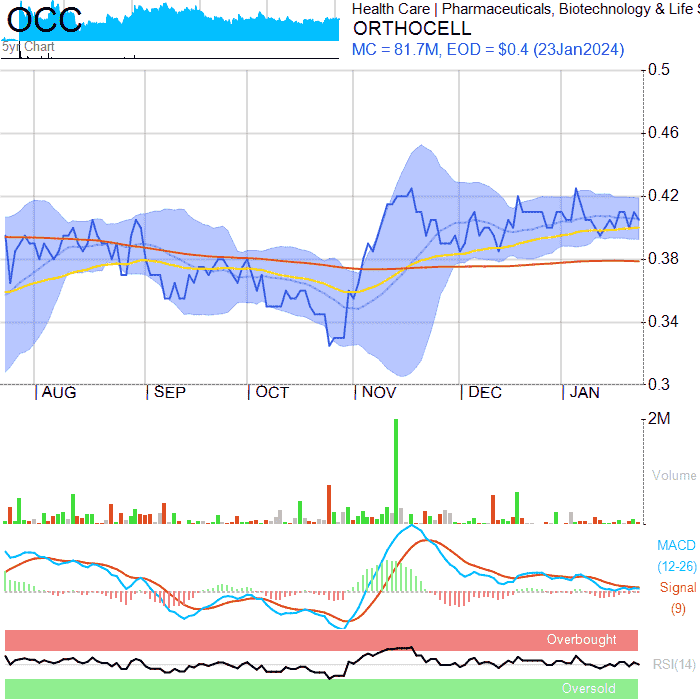 OCC
5yr Chart
Health Care | Pharmaceuticals, Biotechnology & Life S
ORTHOCELL
MC = 81.7M, EOD = $0.4 (23Jan2024)
0.5
0.46
0.42
0.38
0.34
0.3
AUG SEP OCT NOV DEC JAN
2M
Volume
MACD
(12-26)
Signal
(9)
Overbought
RSI(14)
Oversold